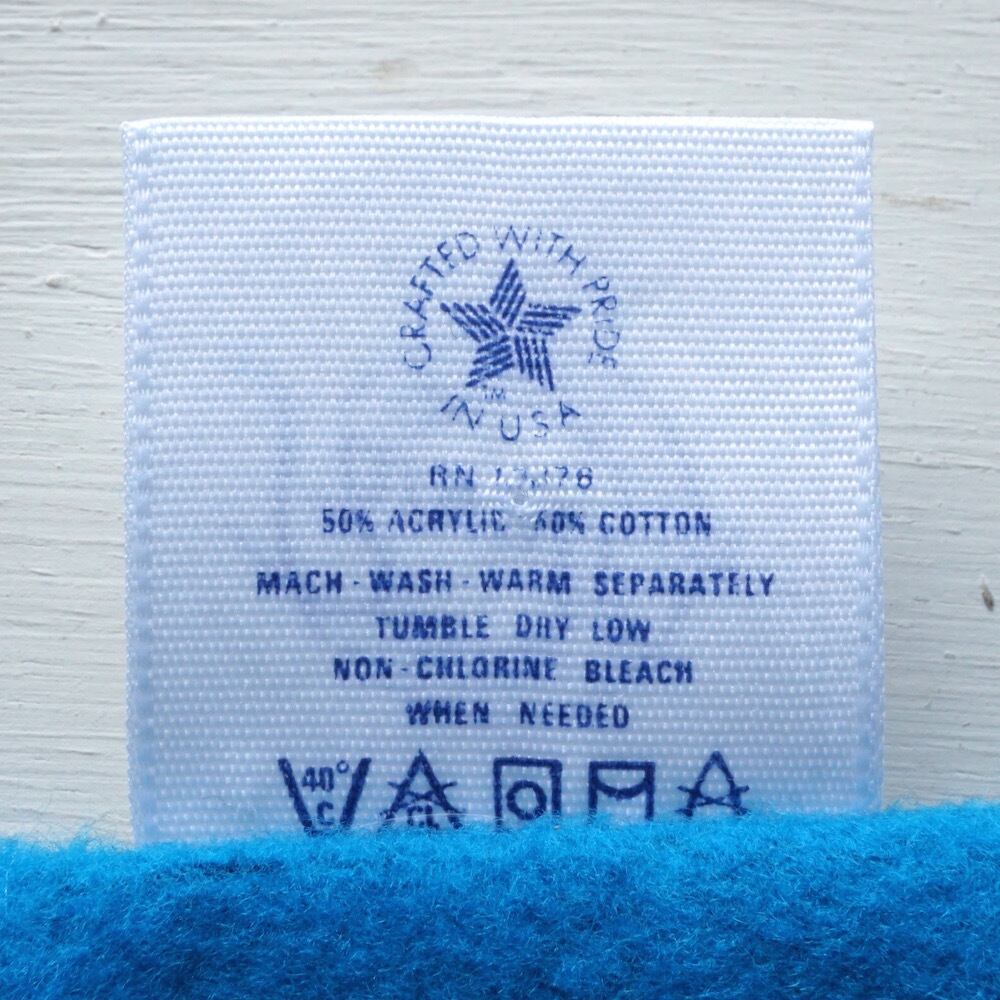 CRAFTED WITH PRIDE
IN USA
TM
RN
50% ACRYLIC COTTON
MACH - WASH - WARM SEPARATELY
TUMBLE DRY LOW
NON - CHLORINE BLEACH
WHEN NEEDED
40°
C
CL